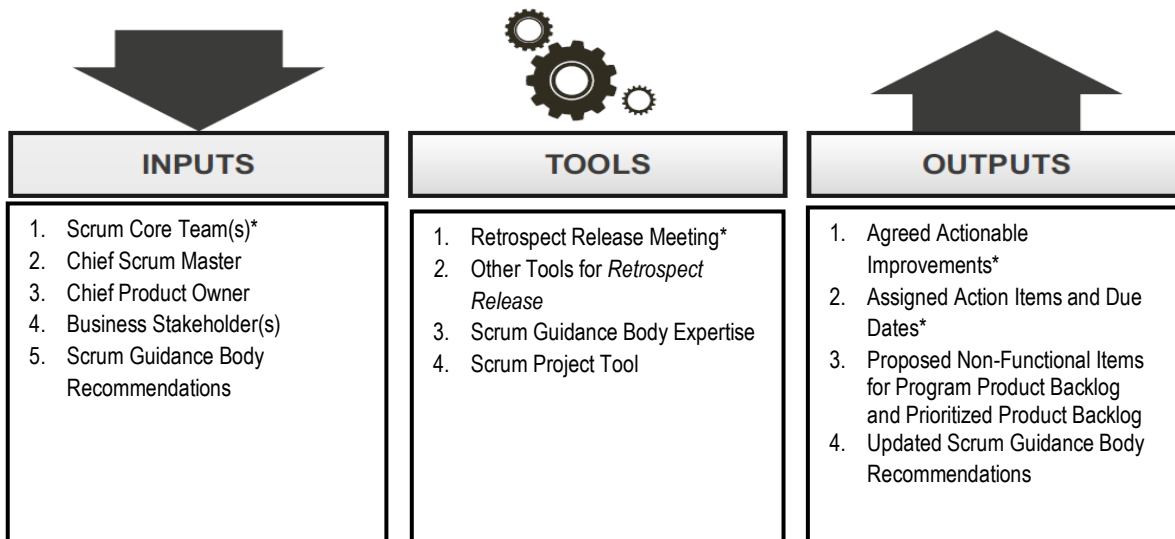 INPUTS
1. Scrum Core Team(s)*
2. Chief Scrum Master
3. Chief Product Owner
4. Business Stakeholder(s)
5. Scrum Guidance Body
Recommendations
TOOLS
1. Retrospect Release Meeting*
2. Other Tools for Retrospect
Release
3. Scrum Guidance Body Expertise
4. Scrum Project Tool
OUTPUTS
1. Agreed Actionable
Improvements*
2. Assigned Action Items and Due
Dates*
3. Proposed Non-Functional Items
for Program Product Backlog
and Prioritized Product Backlog
4. Updated Scrum Guidance Body
Recommendations